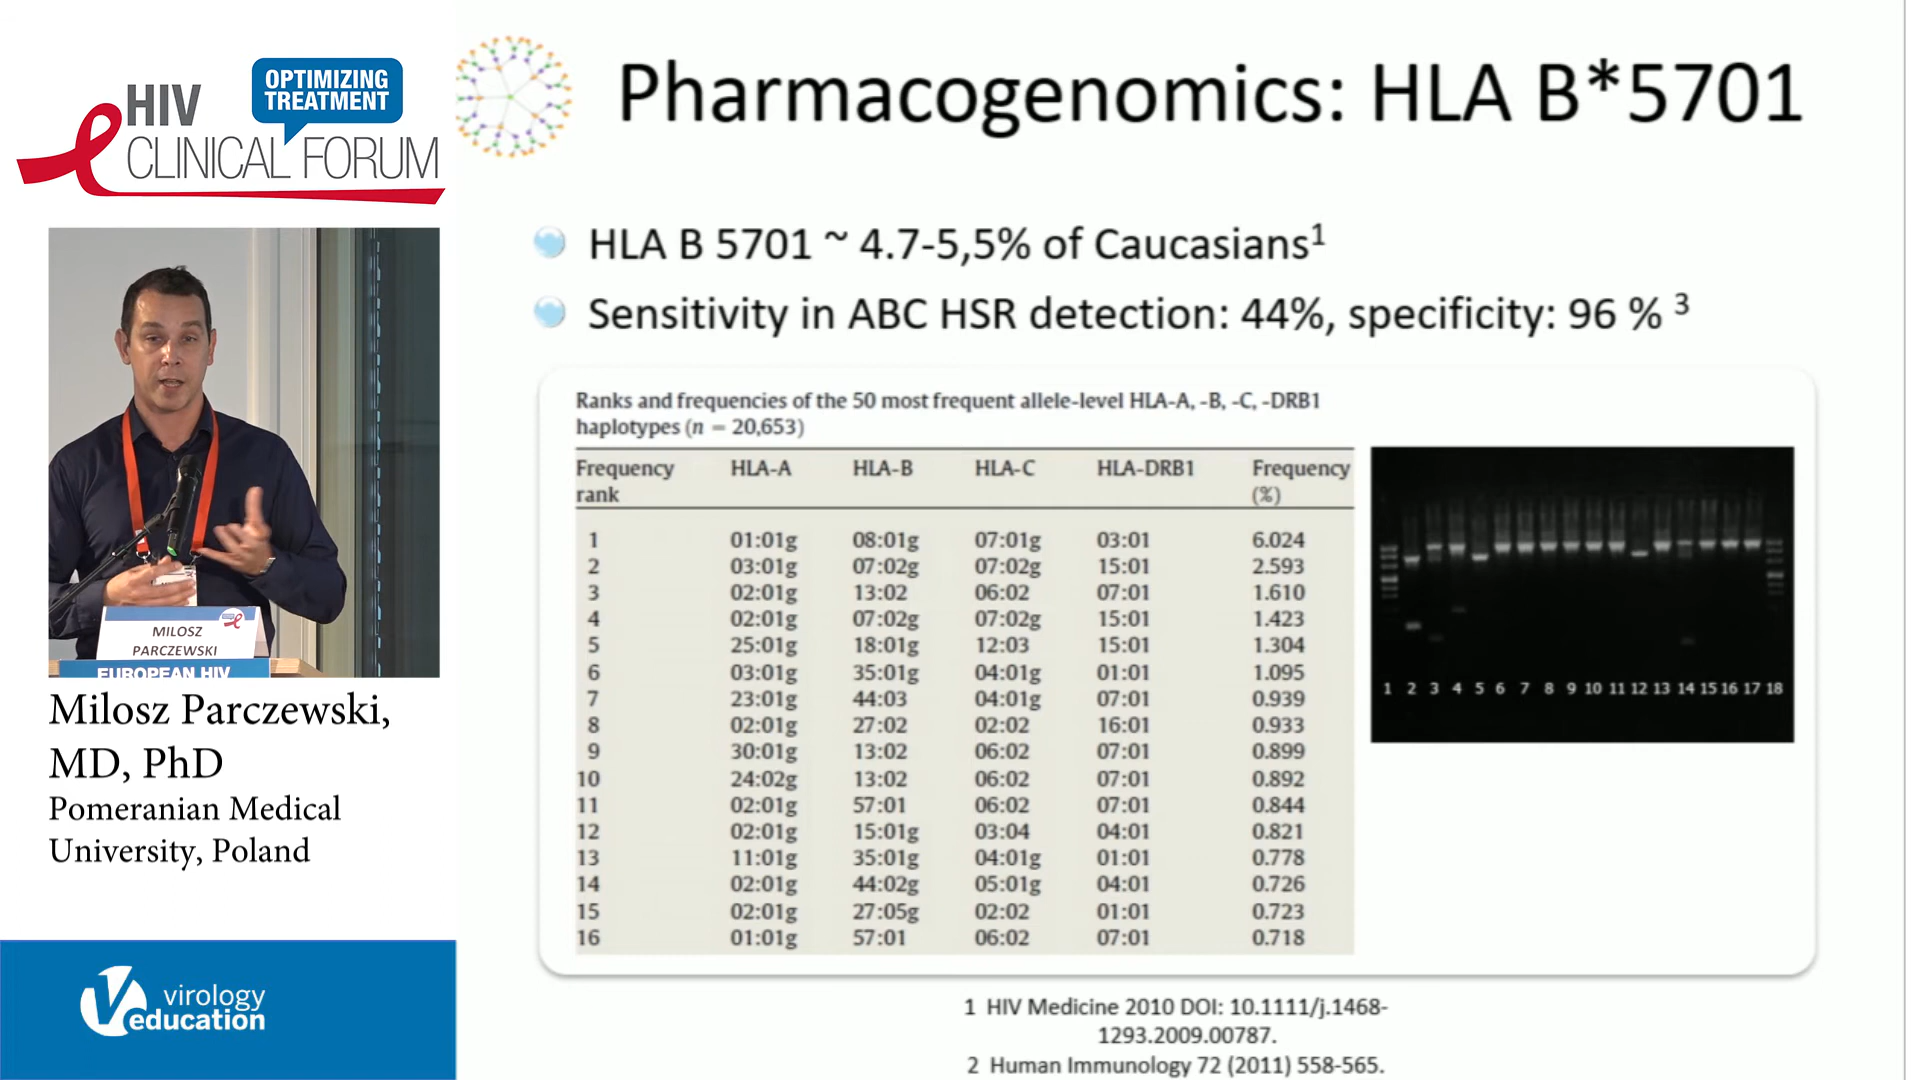 HIV
OPTIMIZING
TREATMENT
CLINICAL FORUM
MILOSZ
PARCZEWSKI
EUROPEAN HIV
Milosz Parczewski,
MD, PhD
Pomeranian Medical
University, Poland
virology
education
Pharmacogenomics: HLA B*5701
HLA B 5701 ~ 4.7-5,5% of Caucasians1
Sensitivity in ABC HSR detection: 44%, specificity: 96 % 3
Ranks and frequencies of the 50 most frequent allele-level HLA-A, -B, -C, -DRB1
haplotypes (n = 20,653)
Frequency rank HLA-A HLA-B HLA-C HLA-DRB1 Frequency (%)
1 01:01g 08:01g 07:01g 03:01 6.024
2 03:01g 07:02g 07:02g 15:01 2.593
3 02:01g 13:02 06:02 07:01 1.610
4 02:01g 07:02g 07:02g 15:01 1.423
5 25:01g 18:01g 12:03 15:01 1.304
6 03:01g 35:01g 04:01g 01:01 1.095
7 23:01g 44:03 04:01g 07:01 0.939
8 02:01g 27:02 02:02 16:01 0.933
9 30:01g 13:02 06:02 07:01 0.899
10 24:02g 13:02 06:02 07:01 0.892
11 02:01g 57:01 06:02 07:01 0.844
12 02:01g 15:01g 03:04 04:01 0.821
13 11:01g 35:01g 04:01g 01:01 0.778
14 02:01g 44:02g 05:01g 04:01 0.726
15 02:01g 27:05g 02:02 01:01 0.723
16 01:01g 57:01 06:02 07:01 0.718
1 2 3 4 5 6 7 8 9 10 11 12 13 14 15 16 17 18
1 HIV Medicine 2010 DOI: 10.1111/j.1468-
1293.2009.00787.
2 Human Immunology 72 (2011) 558-565.